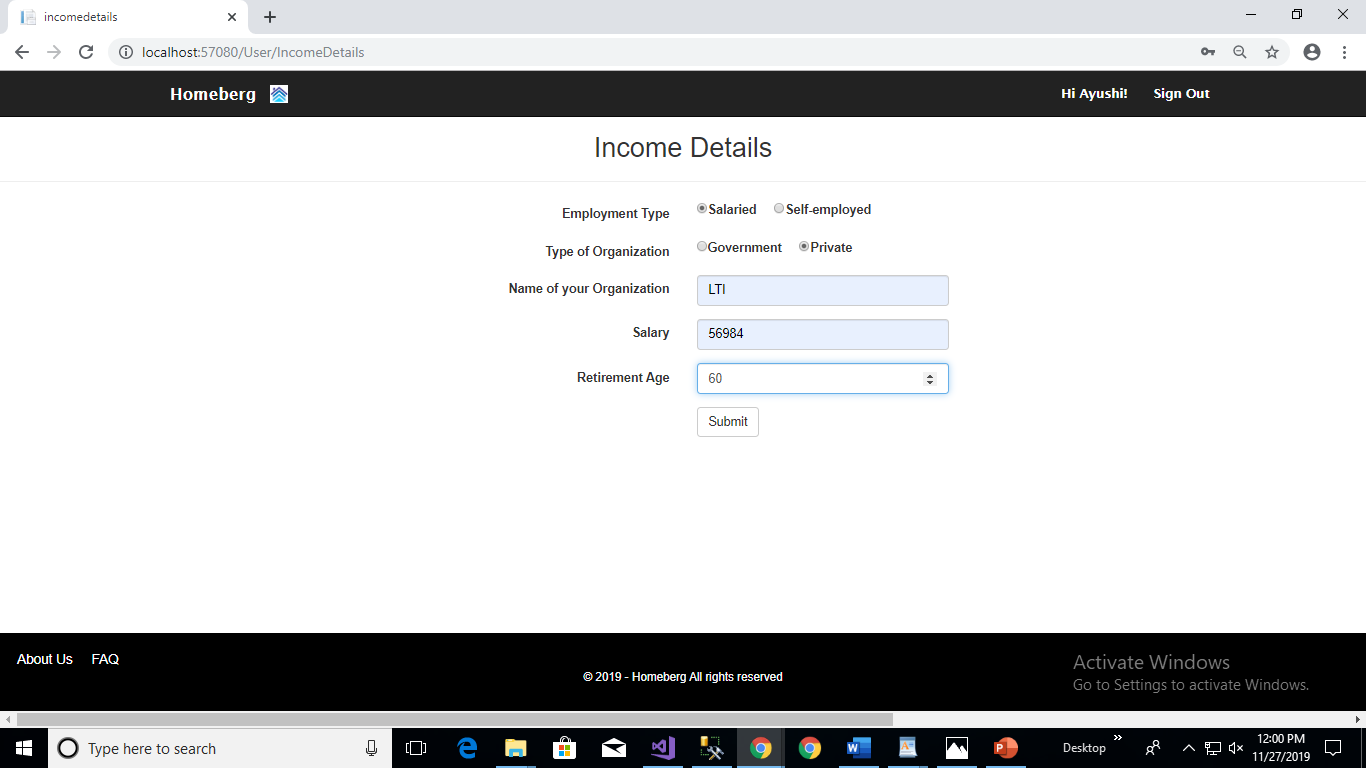 incomedetails
localhost:57080/User/IncomeDetails
Homeberg Hi Ayushi! Sign Out
Income Details
Employment Type Salaried Self-employed
Type of Organization Government Private
Name of your Organization LTI
Salary 56984
Retirement Age 60
Submit
About Us FAQ
© 2019 - Homeberg All rights reserved
Activate Windows
Go to Settings to activate Windows.
Type here to search
Desktop
12:00 PM
11/27/2019